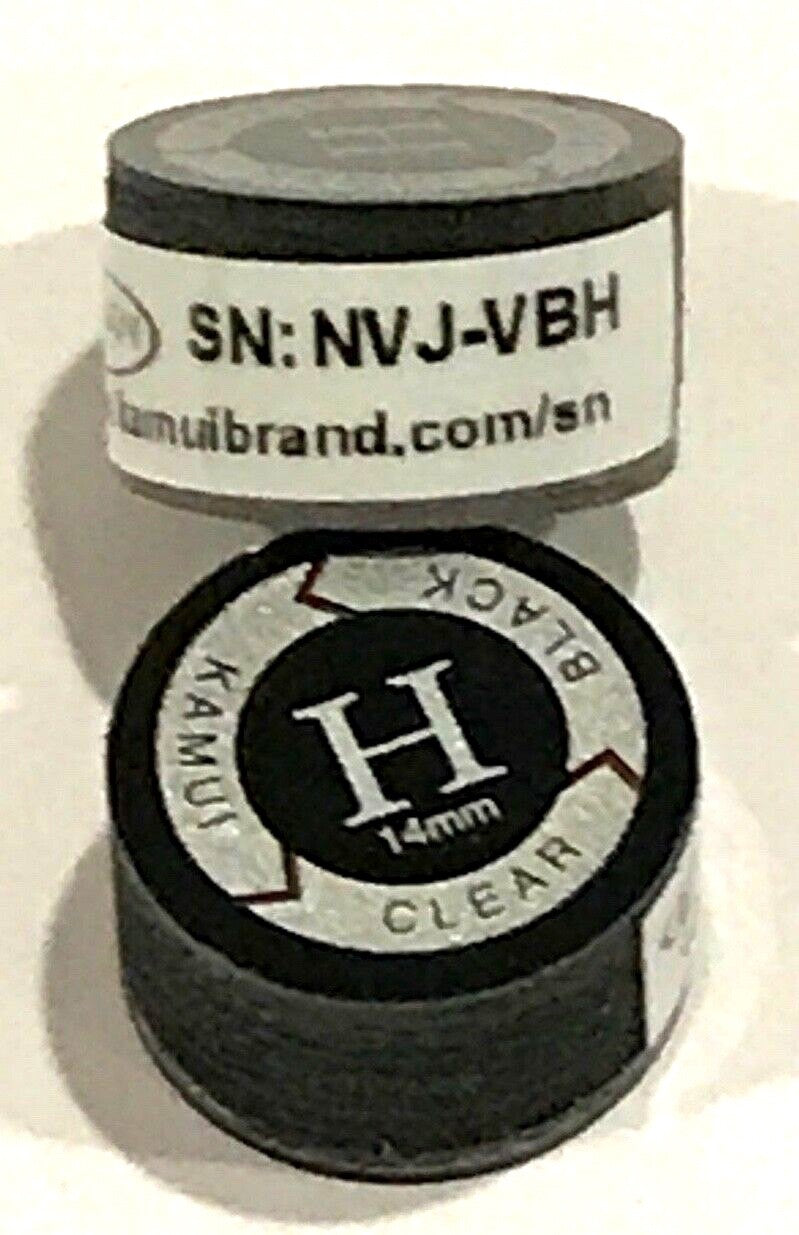 SN: NVJ-VBH
kamuibrand.com/sn
KAMUI
BLACK
H
14mm
CLEAR